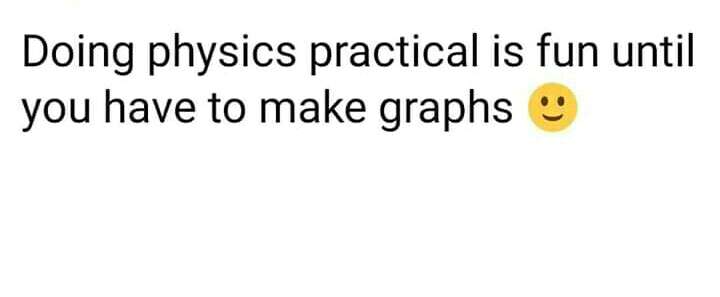 Doing physics practical is fun until
you have to make graphs 🙂